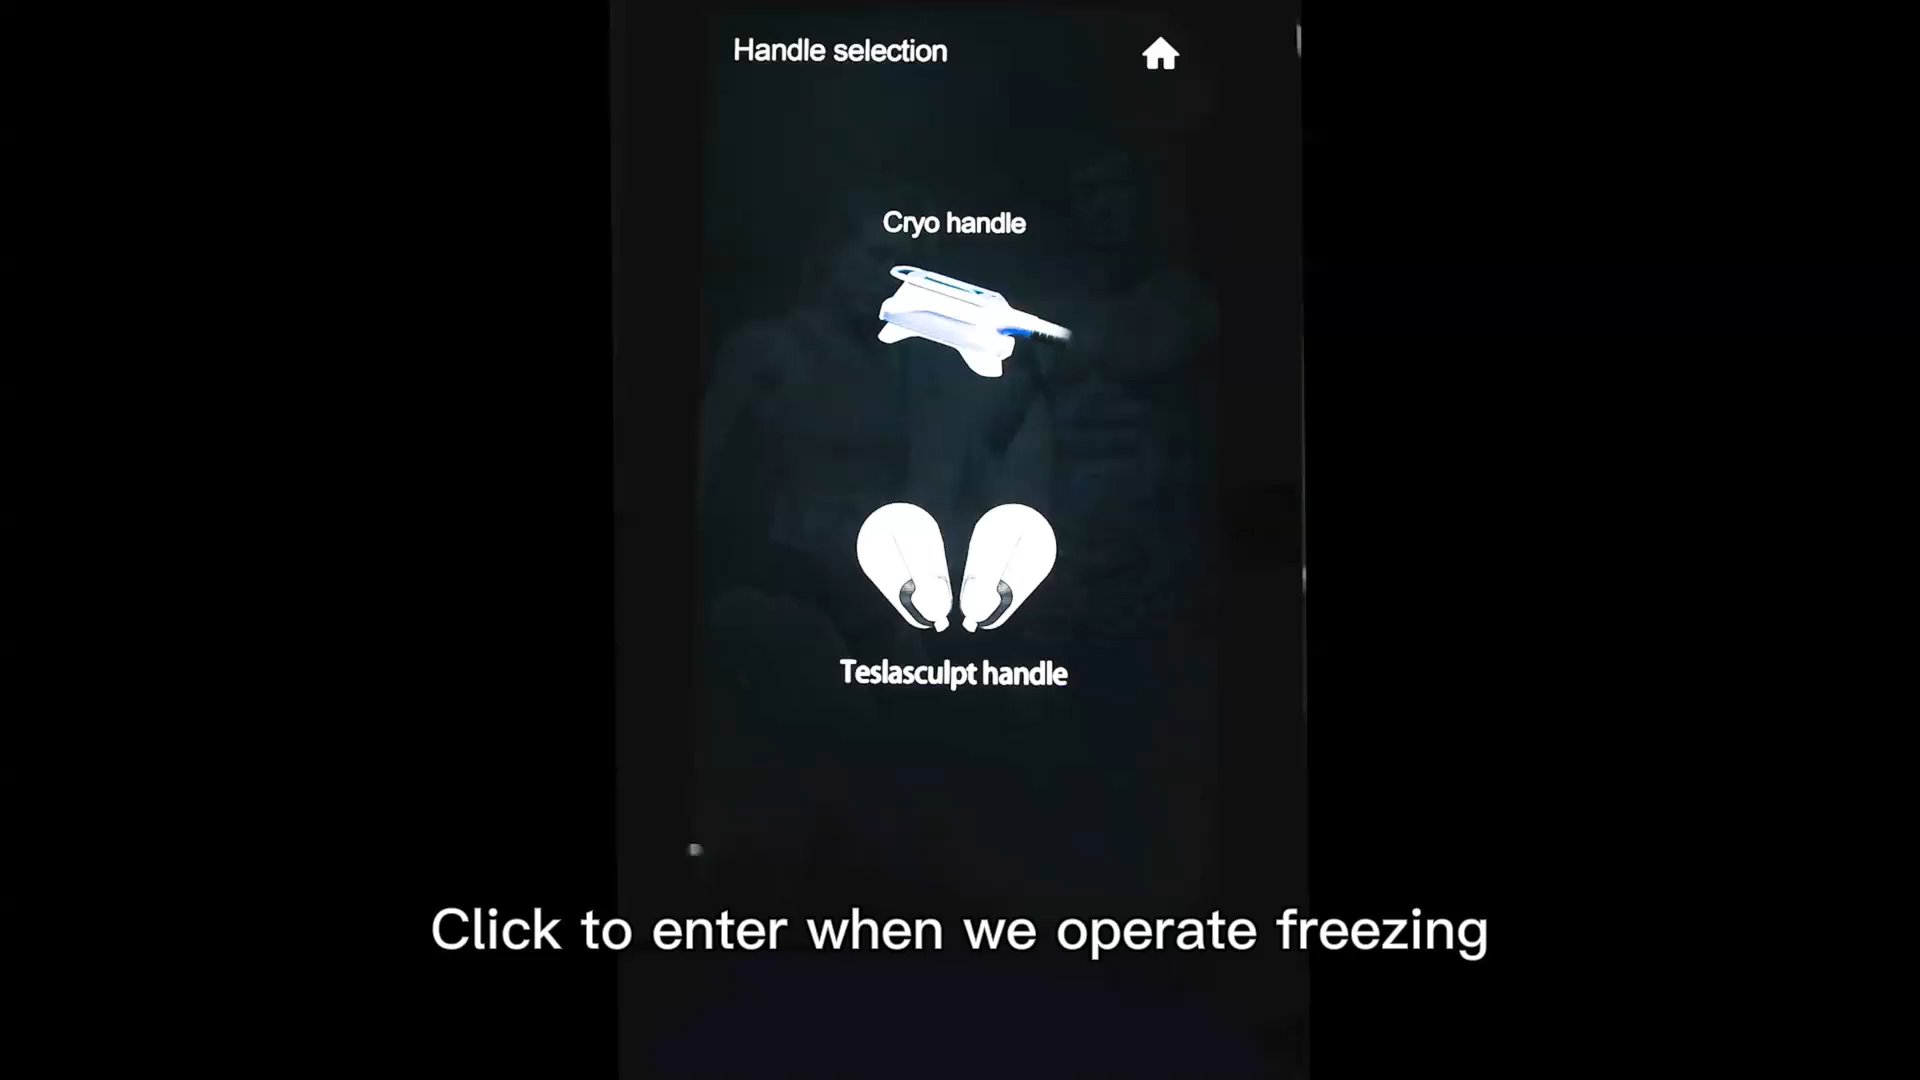 Handle selection
Cryo handle
Teslasculpt handle
Click to enter when we operate freezing